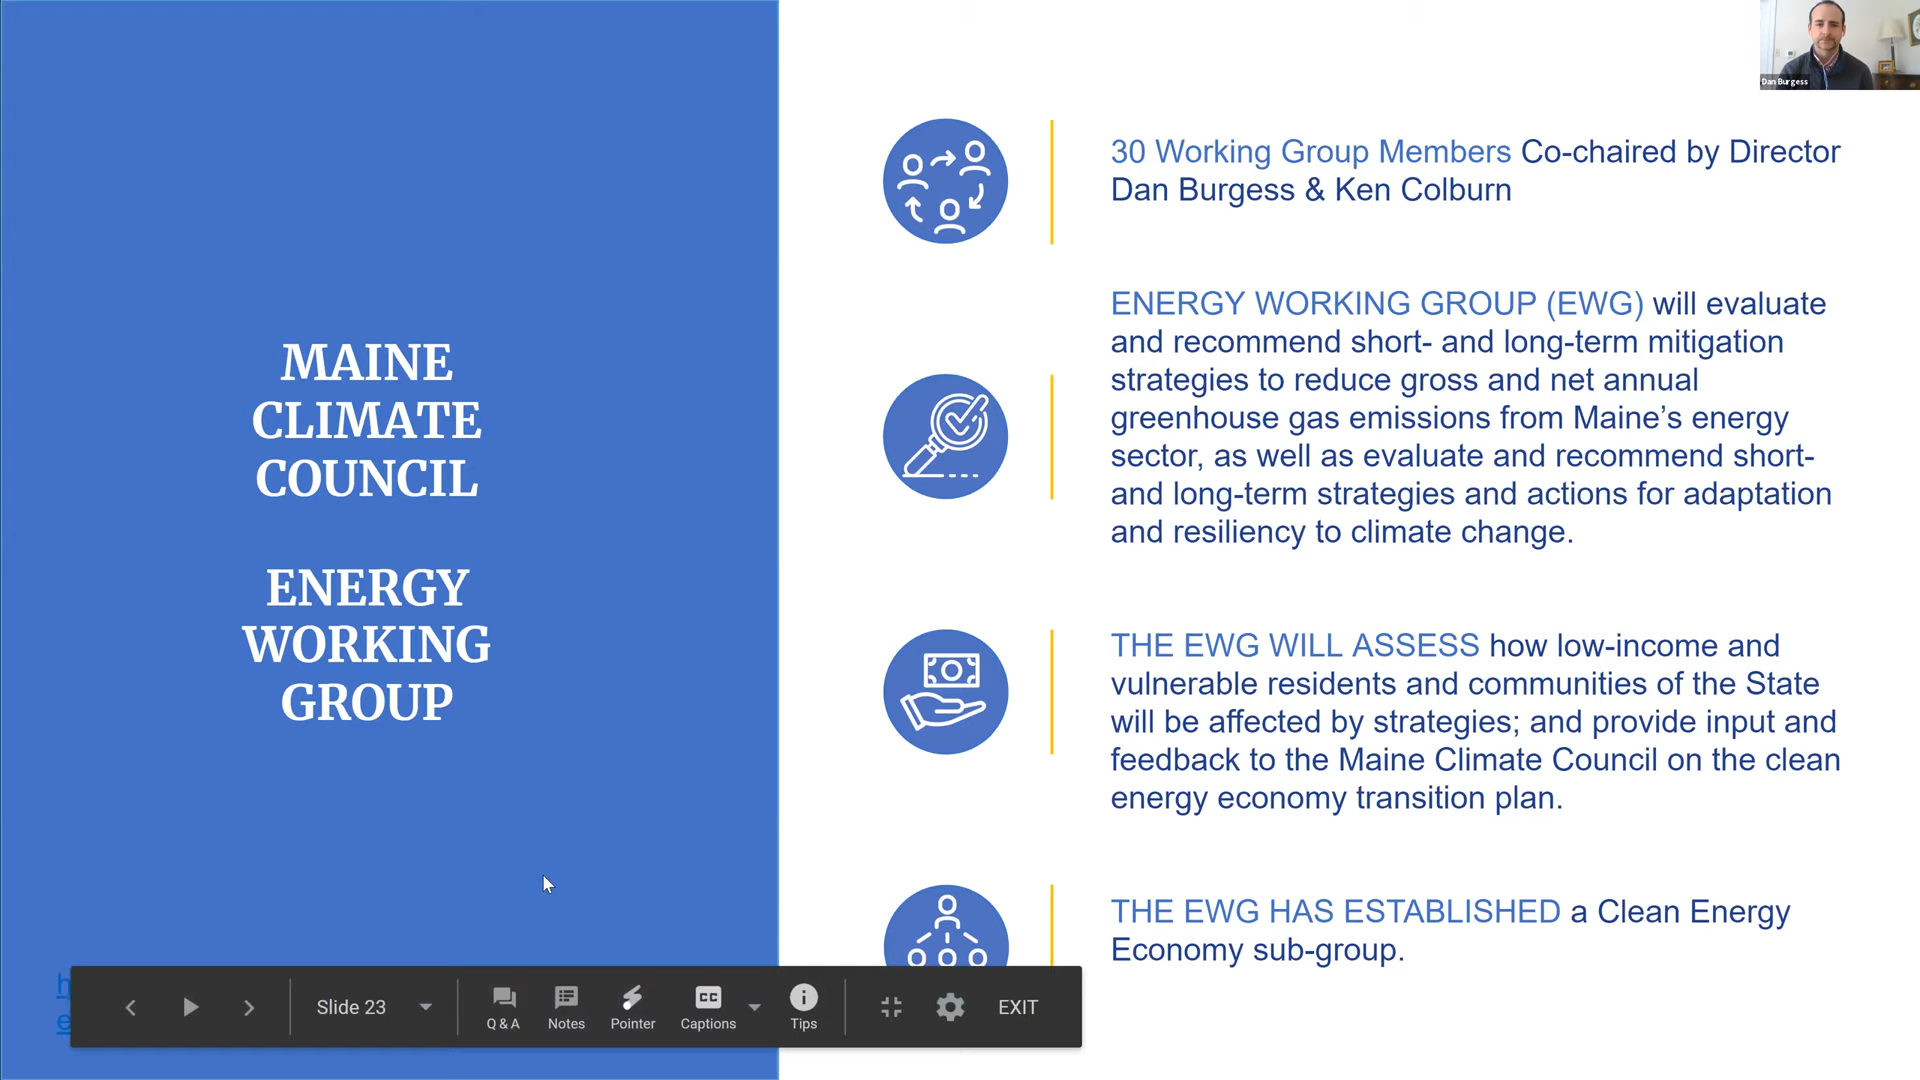 MAINE
CLIMATE
COUNCIL
ENERGY
WORKING
GROUP
Dan Burgess
30 Working Group Members Co-chaired by Director
Dan Burgess & Ken Colburn
ENERGY WORKING GROUP (EWG) will evaluate
and recommend short- and long-term mitigation
strategies to reduce gross and net annual
greenhouse gas emissions from Maine’s energy
sector, as well as evaluate and recommend short-
and long-term strategies and actions for adaptation
and resiliency to climate change.
THE EWG WILL ASSESS how low-income and
vulnerable residents and communities of the State
will be affected by strategies; and provide input and
feedback to the Maine Climate Council on the clean
energy economy transition plan.
THE EWG HAS ESTABLISHED a Clean Energy
Economy sub-group.
Slide 23
Q & A
Notes
Pointer
CC
Captions
Tips
EXIT